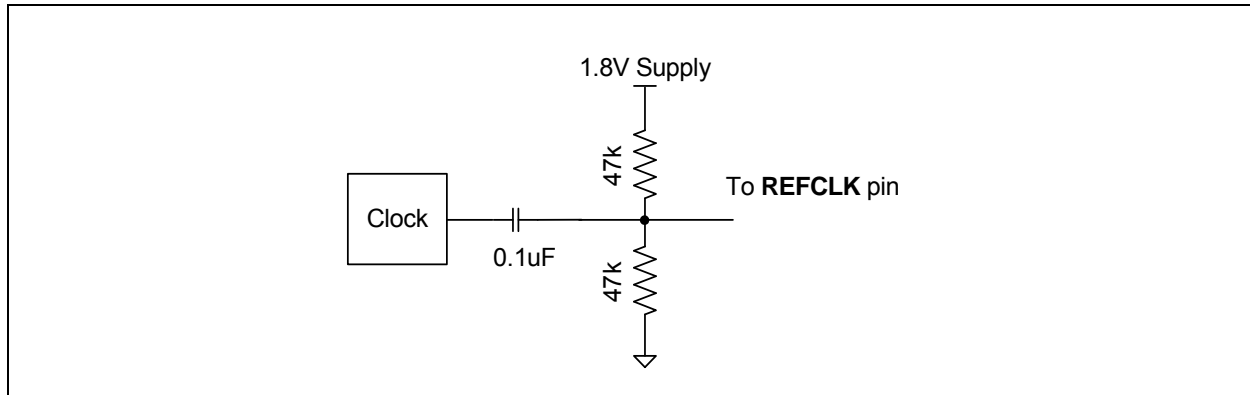 1.8V Supply
47k
To REFCLK pin
Clock
0.1uF
47k